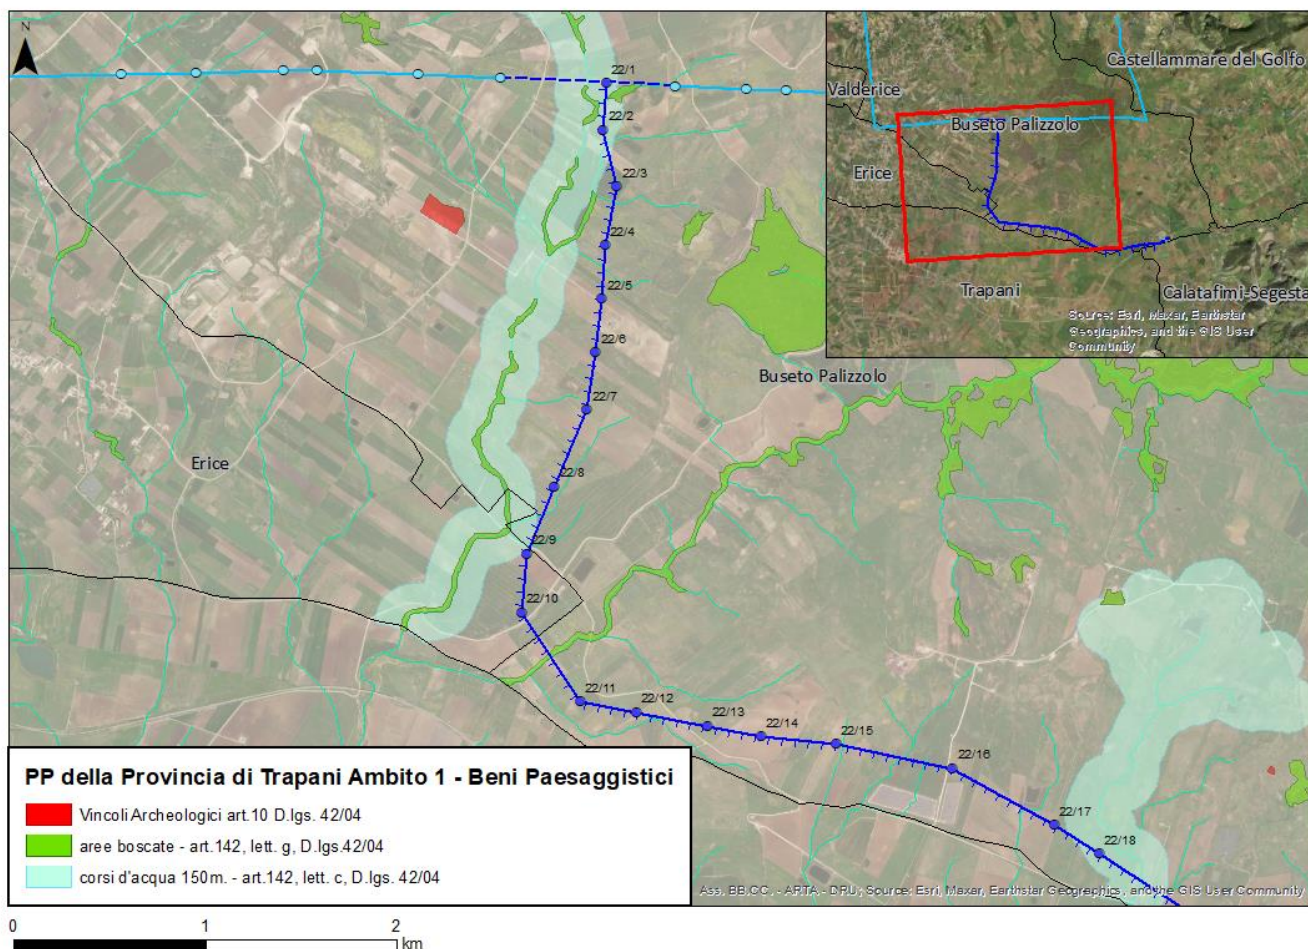 N
22/1
22/2
22/3
22/4
22/5
22/6
22/7
22/8
22/9
22/10
22/11
22/12
22/13
22/14
22/15
22/16
22/17
22/18
Erice
Buseto Palizzolo
Castellammare del Golfo
Valderice
Buseto Palizzolo
Erice
Trapani
Calatafimi-Segesta
Source: Esri, Maxar, Earthstar
Geographics, and the GIS User
Community
PP della Provincia di Trapani Ambito 1 - Beni Paesaggistici
Vincoli Archeologici art.10 D.lgs. 42/04
aree boscate - art.142, lett. g, D.lgs.42/04
corsi d'acqua 150m. - art.142, lett. c, D.lgs. 42/04
Ass. BB.CC. - ARTA - DRU; Source: Esri, Maxar, Earthstar Geographics, and the GIS User Community
0 1 2
km